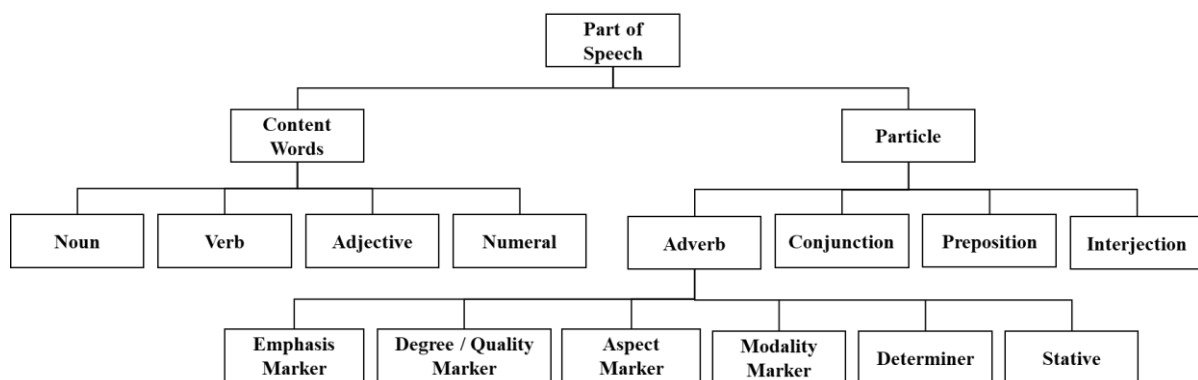 Part of
Speech
Content
Words
Particle
Noun
Verb
Adjective
Numeral
Adverb
Conjunction
Preposition
Interjection
Emphasis
Marker
Degree / Quality
Marker
Aspect
Marker
Modality
Marker
Determiner
Stative